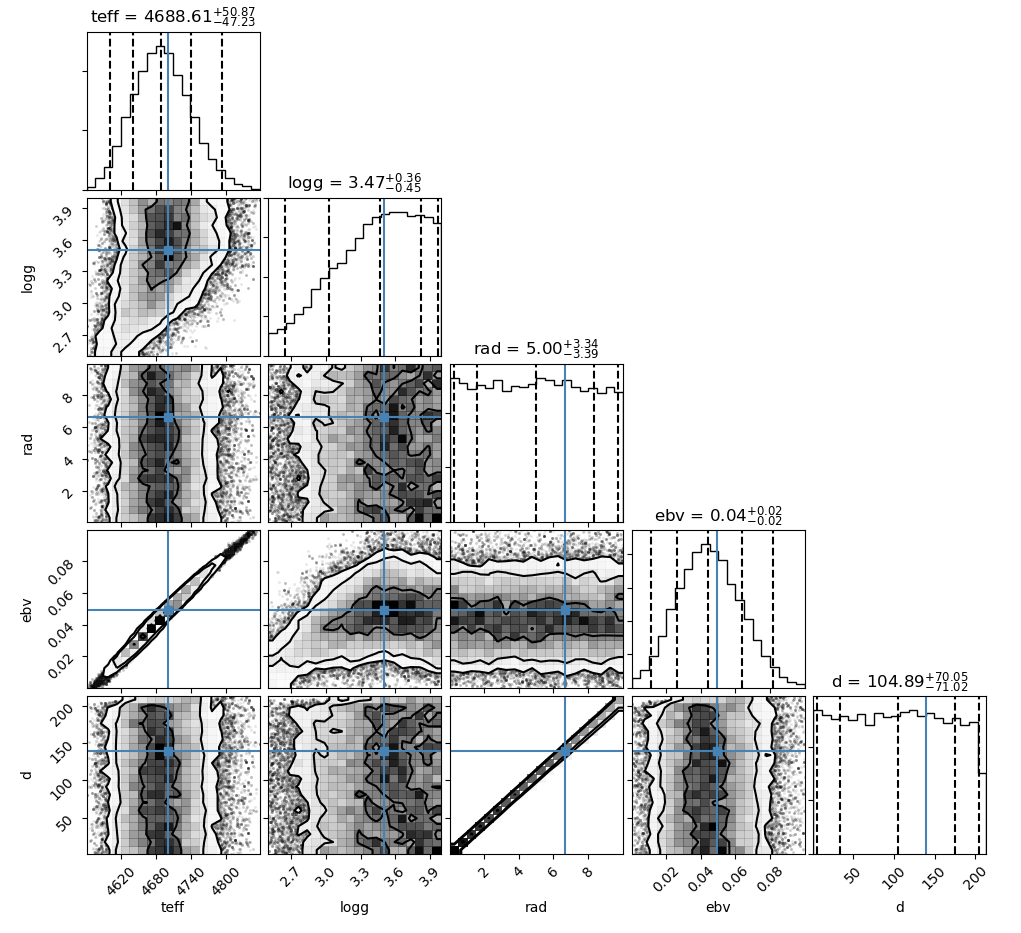 teff = 4688.61+50.87−47.23
logg = 3.47+0.36−0.45
3.9
3.6
3.3
3.0
2.7
logg
rad = 5.00+3.34−3.39
8
6
4
2
rad
ebv = 0.04+0.02−0.02
0.08
0.06
0.04
0.02
ebv
d = 104.89+70.05−71.02
200
150
100
50
d
4620 4680 4740 4800
2.7 3.0 3.3 3.6 3.9
2 4 6 8
0.02 0.04 0.06 0.08
50 100 150 200
teff logg rad ebv d